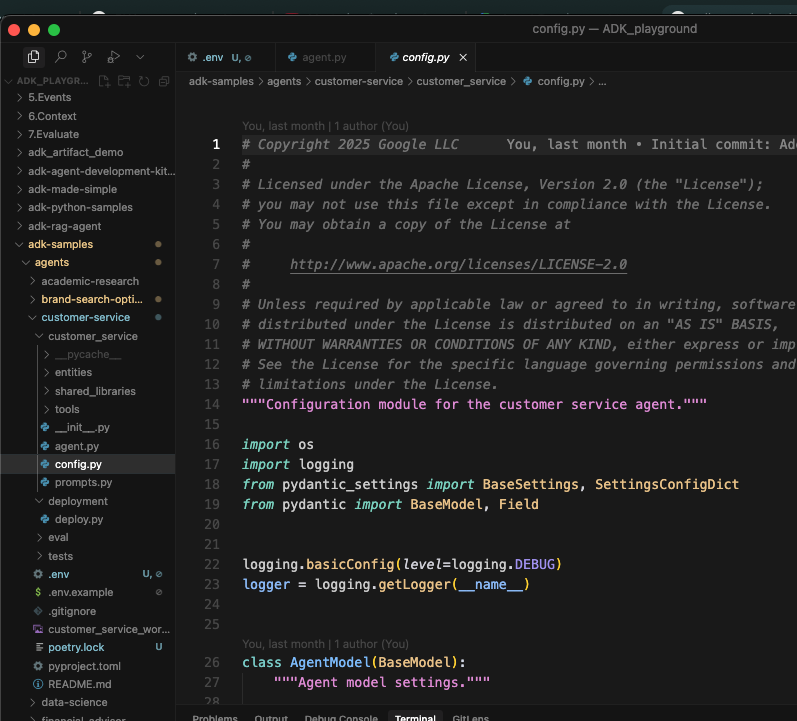 config.py — ADK_playground
.env U, 
agent.py
config.py
ADK_PLAYGR...
adk-samples > agents > customer-service > customer_service > config.py > ...
5.Events
6.Context
7.Evaluate
adk_artifact_demo
adk-agent-development-kit...
adk-made-simple
adk-python-samples
adk-rag-agent
adk-samples
agents
academic-research
brand-search-opti...
customer-service
customer_service
__pycache__
entities
shared_libraries
tools
__init__.py
agent.py
config.py
prompts.py
deployment
deploy.py
eval
tests
.env U,
.env.example
.gitignore
customer_service_wor...
poetry.lock U
pyproject.toml
README.md
data-science
financial-advisor
You, last month | 1 author (You)
1 # Copyright 2025 Google LLC You, last month • Initial commit: Ad
2 #
3 # Licensed under the Apache License, Version 2.0 (the "License");
4 # you may not use this file except in compliance with the License.
5 # You may obtain a copy of the License at
6 #
7 # http://www.apache.org/licenses/LICENSE-2.0
8 #
9 # Unless required by applicable law or agreed to in writing, software
10 # distributed under the License is distributed on an "AS IS" BASIS,
11 # WITHOUT WARRANTIES OR CONDITIONS OF ANY KIND, either express or imp
12 # See the License for the specific language governing permissions and
13 # limitations under the License.
14 """Configuration module for the customer service agent."""
15
16 import os
17 import logging
18 from pydantic_settings import BaseSettings, SettingsConfigDict
19 from pydantic import BaseModel, Field
20
21
22 logging.basicConfig(level=logging.DEBUG)
23 logger = logging.getLogger(__name__)
24
25
You, last month | 1 author (You)
26 class AgentModel(BaseModel):
27 """Agent model settings."""
28
Problems Output Debug Console Terminal GitLens